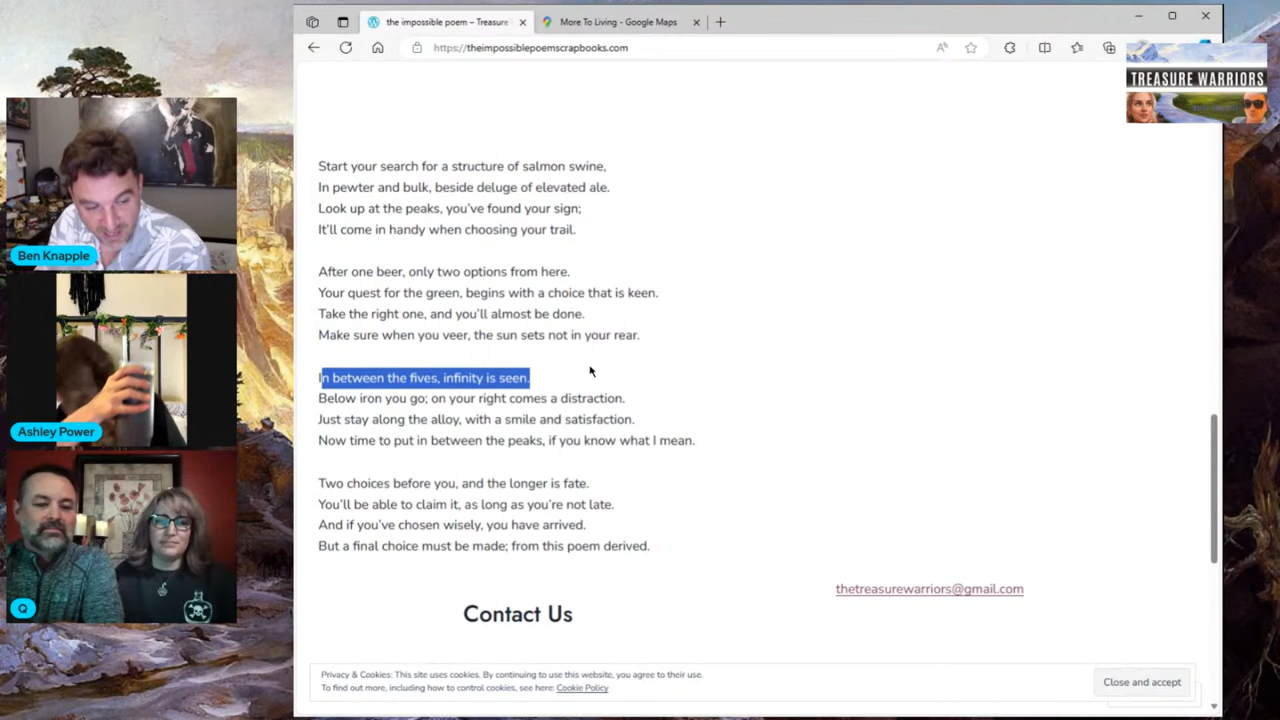 the impossible poem – Treasure
More To Living - Google Maps
https://theimpossiblepoemscrapbooks.com
TREASURE WARRIORS
Start your search for a structure of salmon swine,
In pewter and bulk, beside deluge of elevated ale.
Look up at the peaks, you’ve found your sign;
It’ll come in handy when choosing your trail.
After one beer, only two options from here.
Your quest for the green, begins with a choice that is keen.
Take the right one, and you’ll almost be done.
Make sure when you veer, the sun sets not in your rear.
In between the fives, infinity is seen.
Below iron you go; on your right comes a distraction.
Just stay along the alloy, with a smile and satisfaction.
Now time to put in between the peaks, if you know what I mean.
Two choices before you, and the longer is fate.
You’ll be able to claim it, as long as you’re not late.
And if you’ve chosen wisely, you have arrived.
But a final choice must be made; from this poem derived.
thetreasurewarriors@gmail.com
Contact Us
Privacy & Cookies: This site uses cookies. By continuing to use this website, you agree to their use.
To find out more, including how to control cookies, see here: Cookie Policy
Close and accept
Ben Knapple
Ashley Power
Q